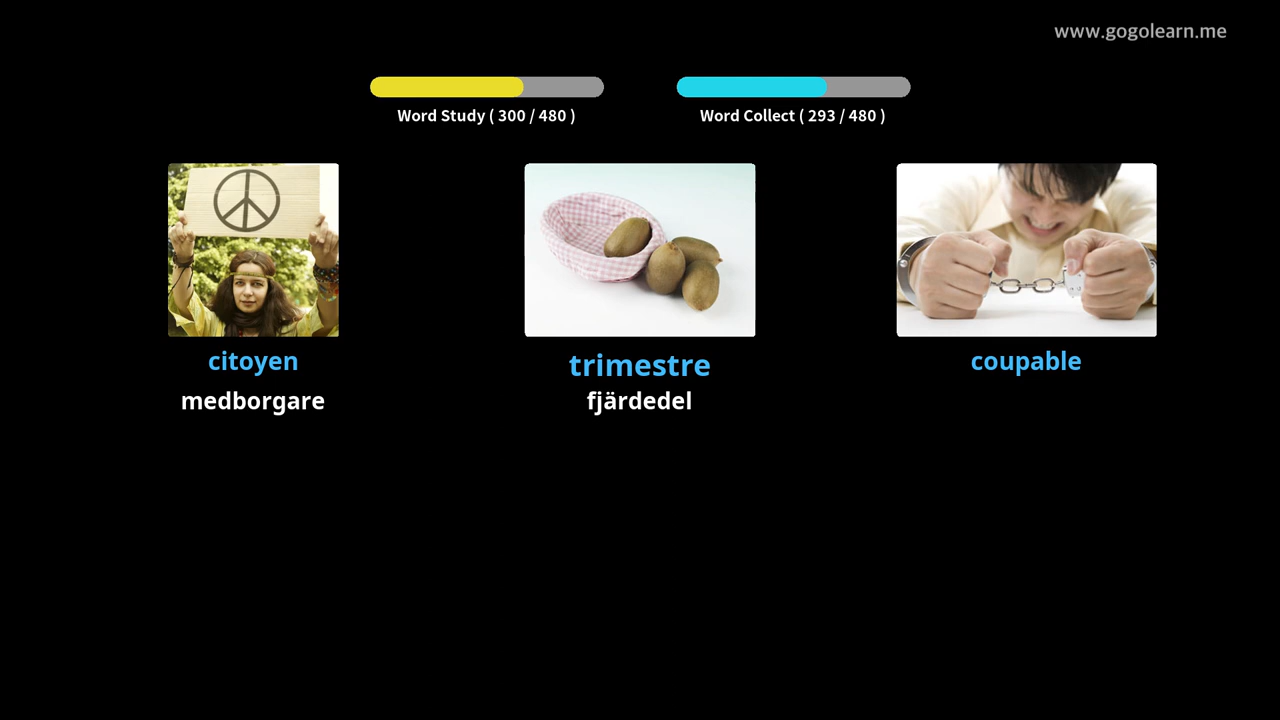 www.gogolearn.me
Word Study ( 300 / 480 )
Word Collect ( 293 / 480 )
citoyen
medborgare
trimestre
fjärdedel
coupable